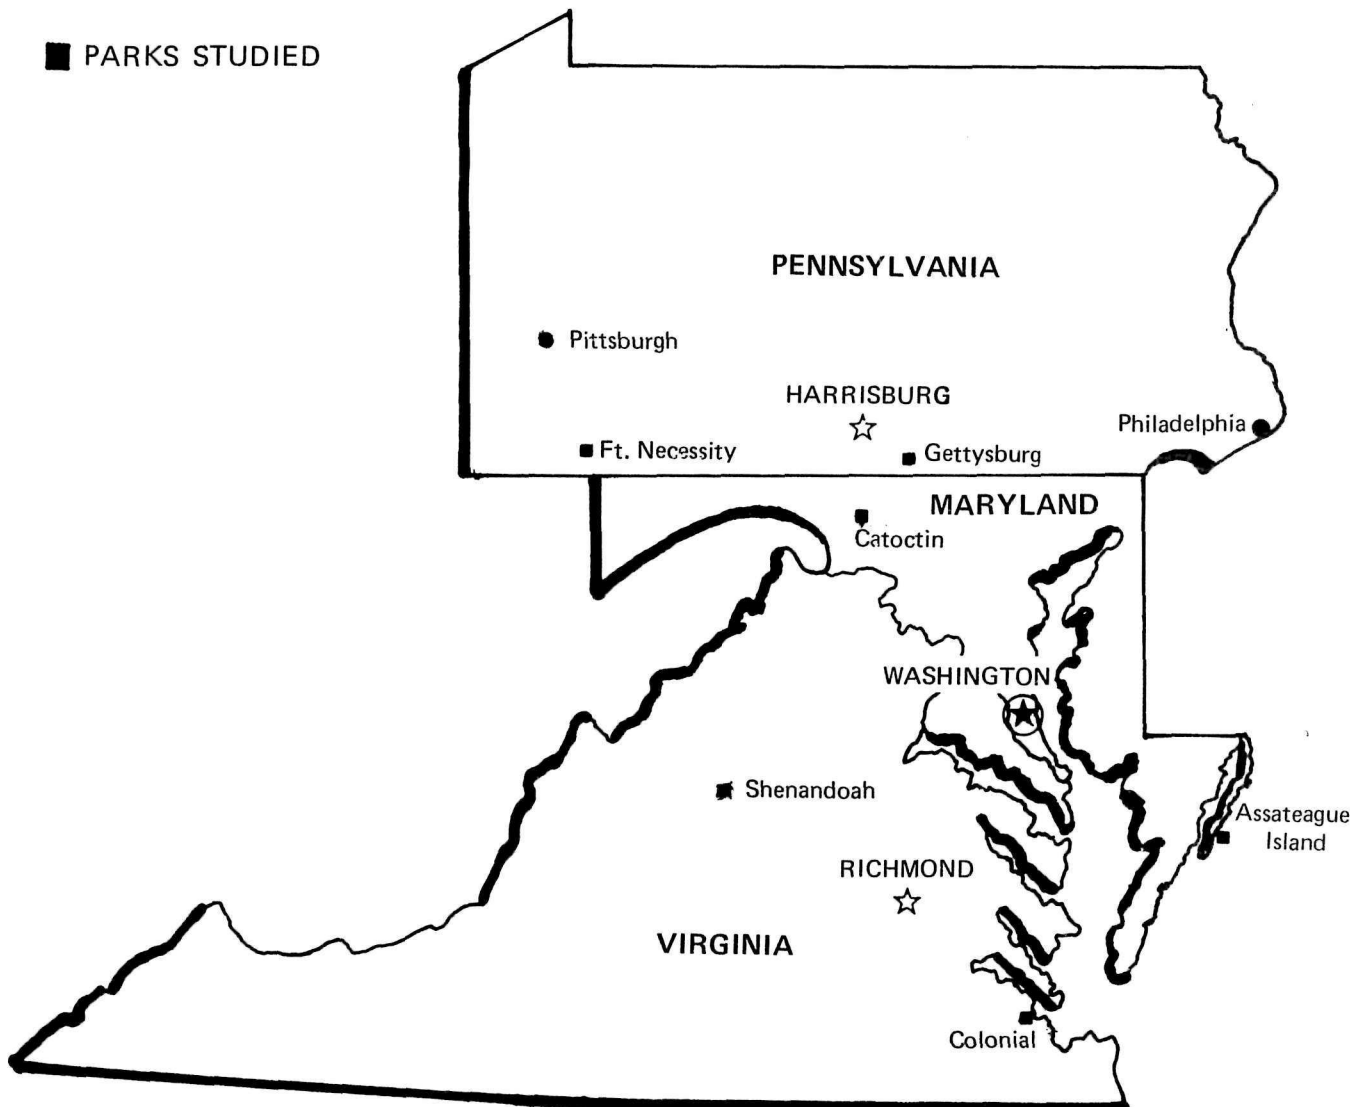 PARKS STUDIED
PENNSYLVANIA
Pittsburgh
HARRISBURG
Philadelphia
Ft. Necessity
Gettysburg
MARYLAND
Catoctin
WASHINGTON
Shenandoah
Assateague
Island
RICHMOND
VIRGINIA
Colonial